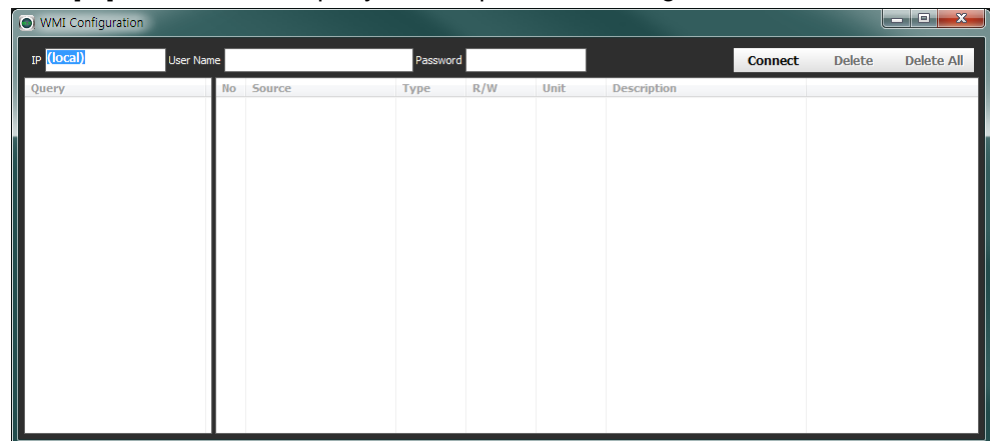 WMI Configuration
IP (local) User Name Password Connect Delete Delete All
Query No Source Type R/W Unit Description